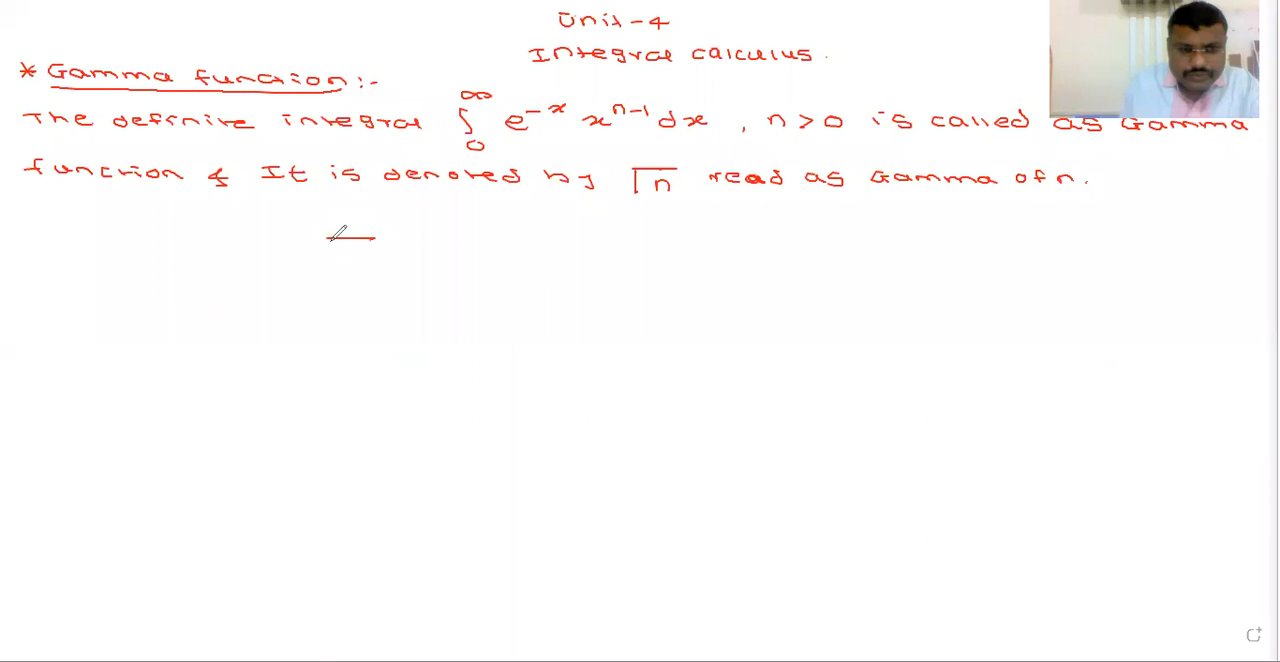 Unit-4
Integral calculus.
* Gamma function:-
The definite integral ∫₀^∞ e^{-x} x^{n-1} dx, n > 0 is called as Gamma
function & It is denoted by Γn read as Gamma of n.